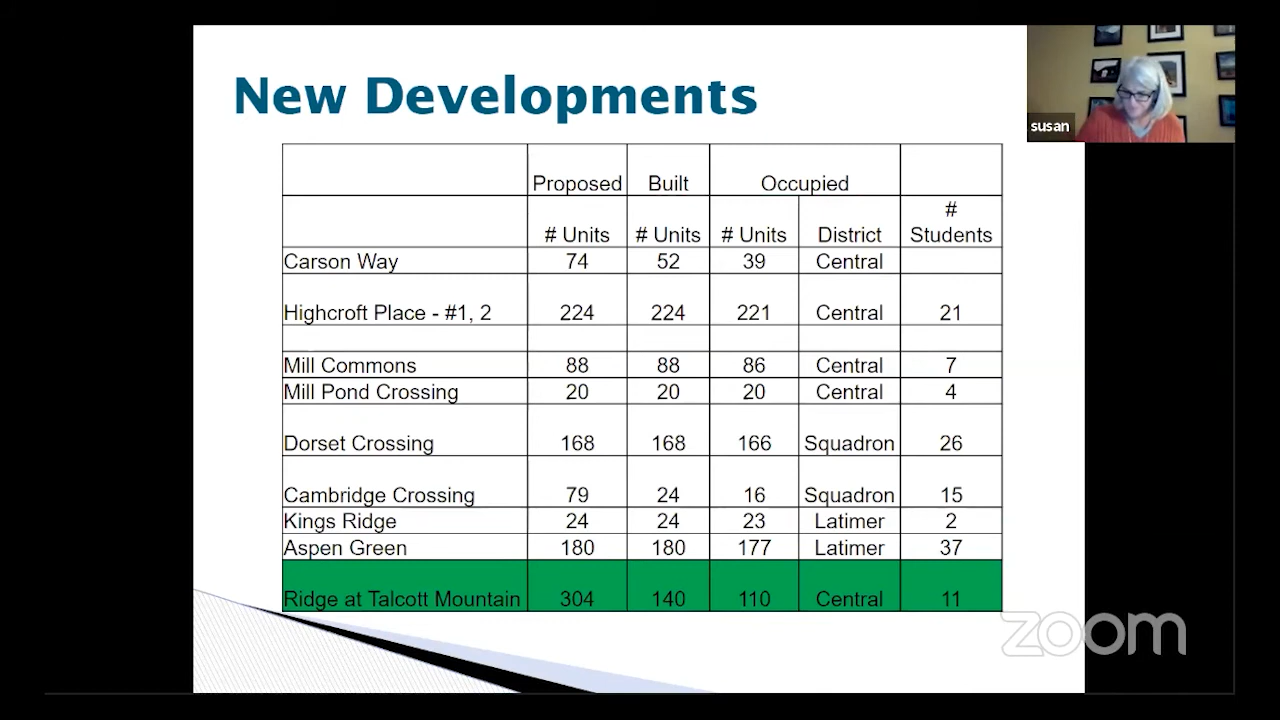 New Developments
susan
Proposed Built Occupied
# Units # Units # Units District # Students
Carson Way 74 52 39 Central
Highcroft Place - #1, 2 224 224 221 Central 21
Mill Commons 88 88 86 Central 7
Mill Pond Crossing 20 20 20 Central 4
Dorset Crossing 168 168 166 Squadron 26
Cambridge Crossing 79 24 16 Squadron 15
Kings Ridge 24 24 23 Latimer 2
Aspen Green 180 180 177 Latimer 37
Ridge at Talcott Mountain 304 140 110 Central 11
zoom